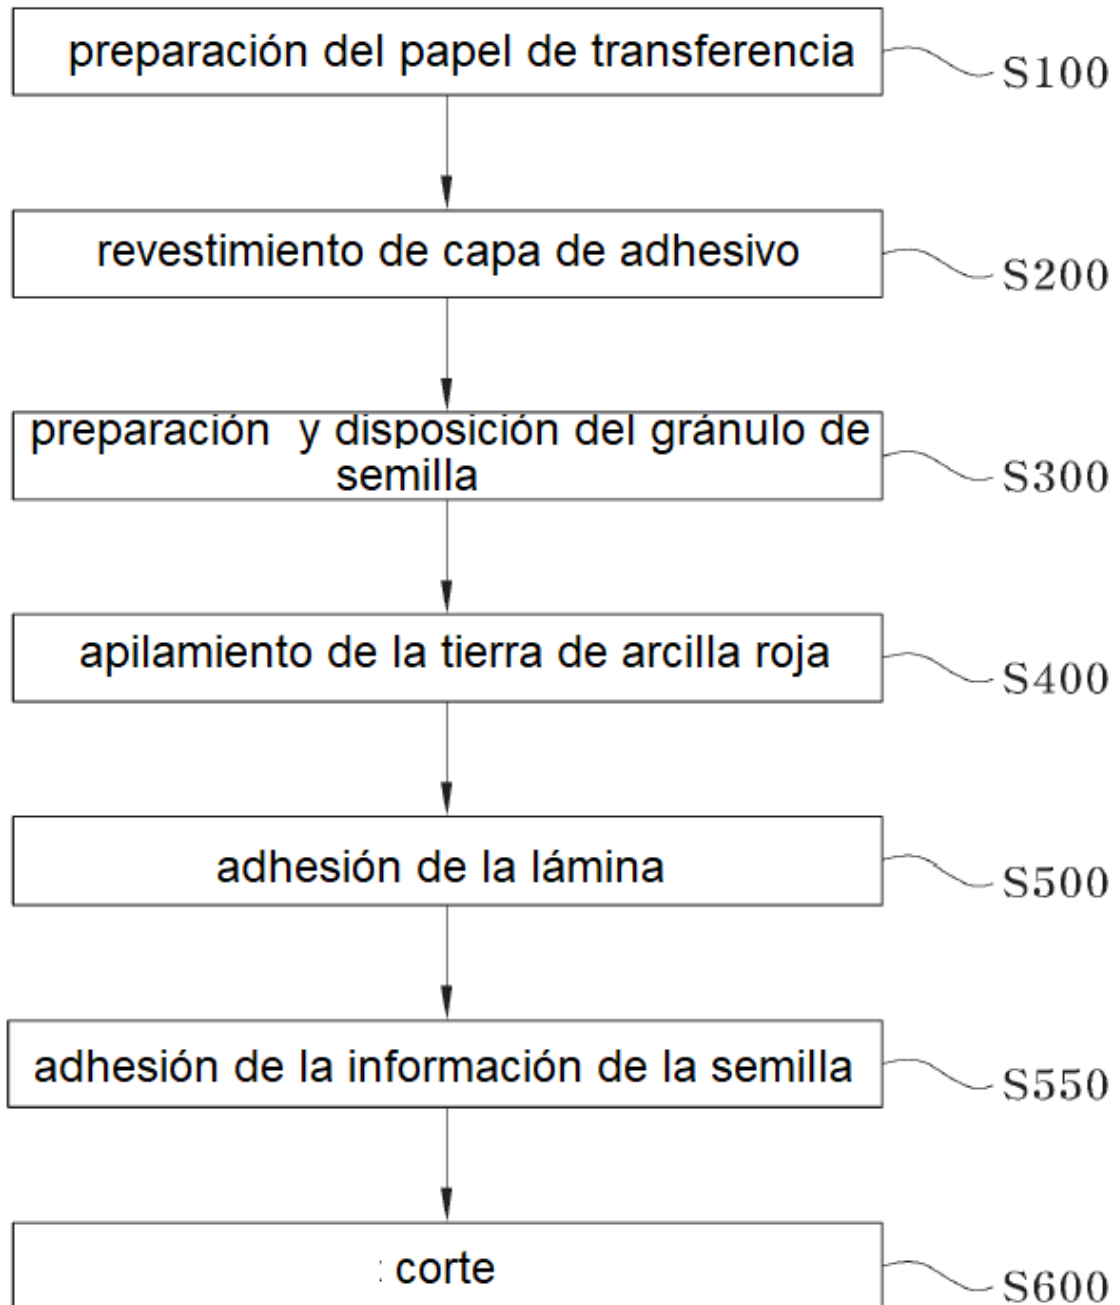 preparación del papel de transferencia
S100
revestimiento de capa de adhesivo
S200
preparación y disposición del gránulo de
semilla
S300
apilamiento de la tierra de arcilla roja
S400
adhesión de la lámina
S500
adhesión de la información de la semilla
S550
: corte
S600